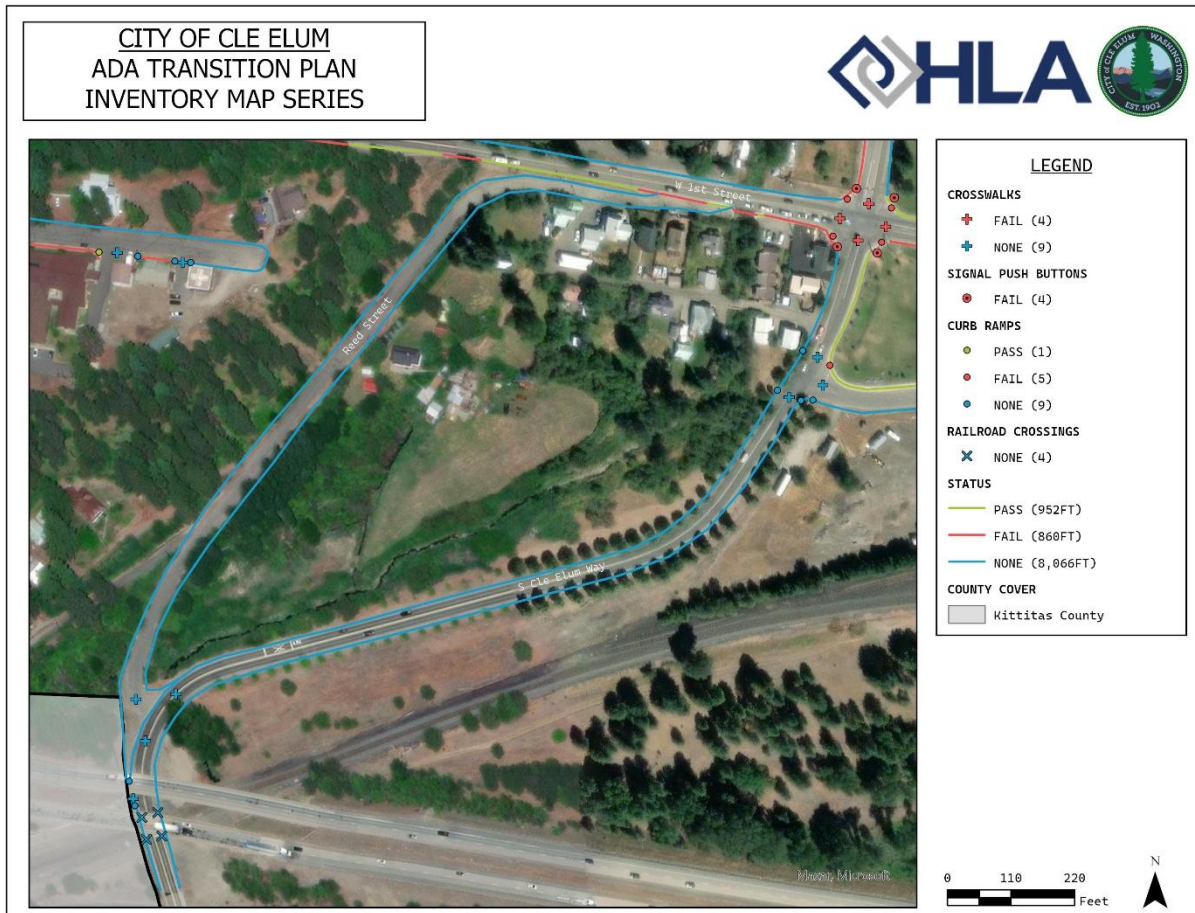 CITY OF CLE ELUM
ADA TRANSITION PLAN
INVENTORY MAP SERIES
HLA
CITY of CLE ELUM WASHINGTON
EST. 1902
W 1st Street
Reed Street
S Cle Elum Way
Maxar, Microsoft
LEGEND
CROSSWALKS
FAIL (4)
NONE (9)
SIGNAL PUSH BUTTONS
FAIL (4)
CURB RAMPS
PASS (1)
FAIL (5)
NONE (9)
RAILROAD CROSSINGS
NONE (4)
STATUS
PASS (952FT)
FAIL (860FT)
NONE (8,066FT)
COUNTY COVER
Kittitas County
N
0 110 220
Feet